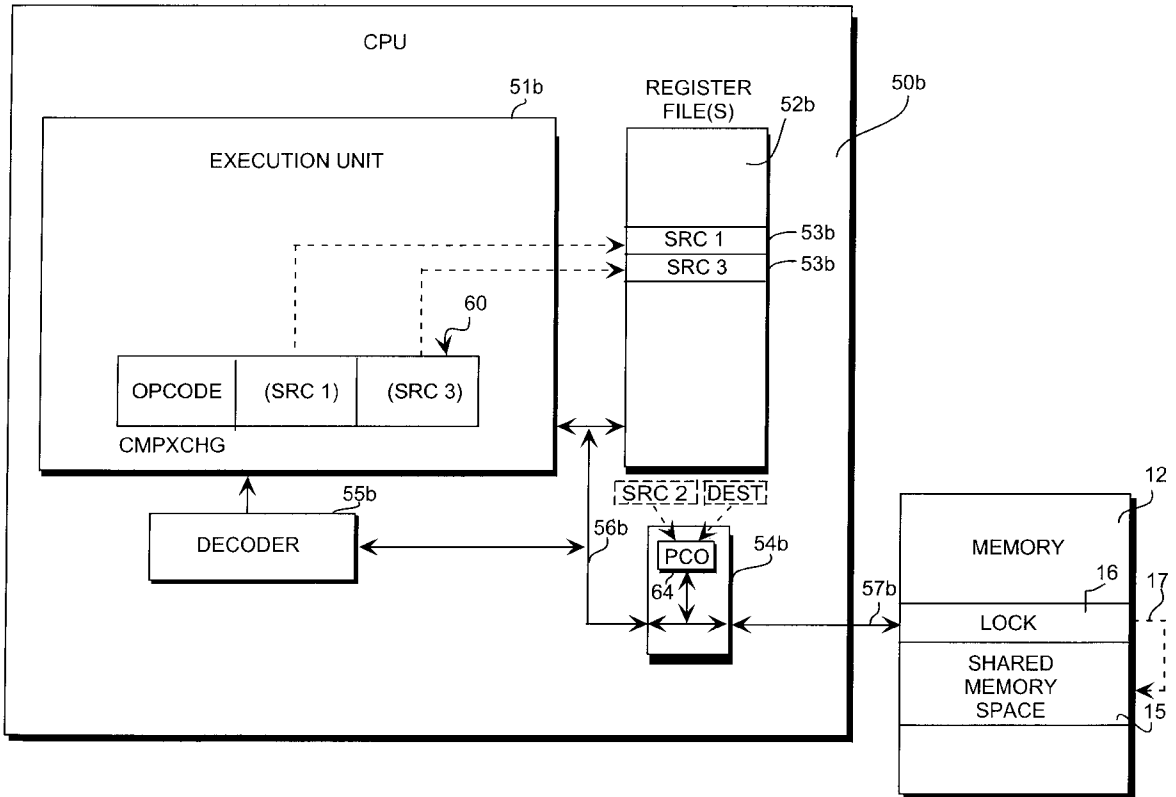 CPU
51b
REGISTER
FILE(S)
52b
50b
EXECUTION UNIT
SRC 1
53b
SRC 3
53b
60
OPCODE
(SRC 1)
(SRC 3)
CMPXCHG
55b
DECODER
56b
SRC 2
DEST
PCO
64
54b
57b
12
MEMORY
16
17
LOCK
SHARED
MEMORY
SPACE
15